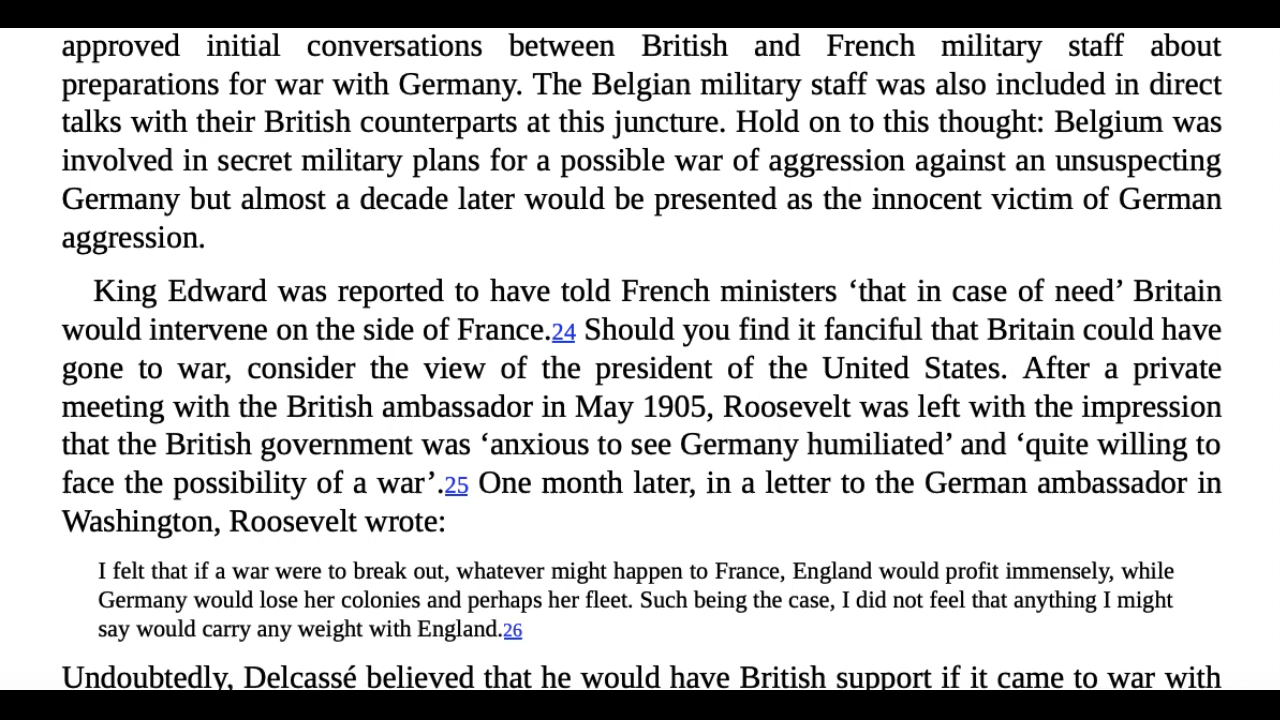 approved initial conversations between British and French military staff about
preparations for war with Germany. The Belgian military staff was also included in direct
talks with their British counterparts at this juncture. Hold on to this thought: Belgium was
involved in secret military plans for a possible war of aggression against an unsuspecting
Germany but almost a decade later would be presented as the innocent victim of German
aggression.
King Edward was reported to have told French ministers ‘that in case of need’ Britain
would intervene on the side of France.24 Should you find it fanciful that Britain could have
gone to war, consider the view of the president of the United States. After a private
meeting with the British ambassador in May 1905, Roosevelt was left with the impression
that the British government was ‘anxious to see Germany humiliated’ and ‘quite willing to
face the possibility of a war’.25 One month later, in a letter to the German ambassador in
Washington, Roosevelt wrote:
I felt that if a war were to break out, whatever might happen to France, England would profit immensely, while
Germany would lose her colonies and perhaps her fleet. Such being the case, I did not feel that anything I might
say would carry any weight with England.26
Undoubtedly, Delcassé believed that he would have British support if it came to war with